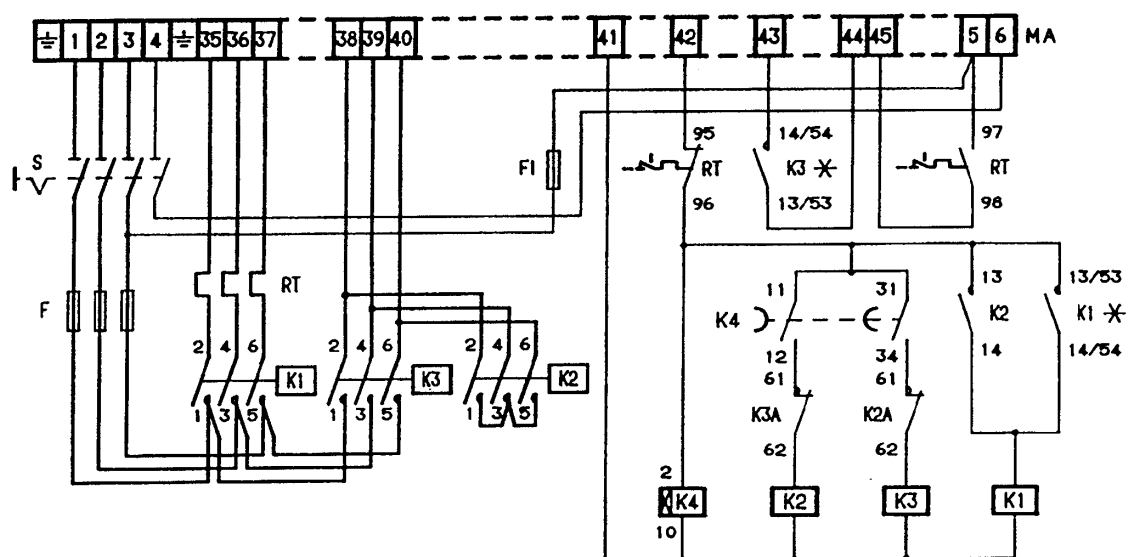 1 2 3 4 35 36 37 38 39 40 41 42 43 44 45 5 6 MA
95 14/54 97
S F1 RT K3 RT
96 13/53 98
F RT
11 31 13 13/53
K4 K2 K1
12 34 14 14/54
2 4 6 2 4 6 2 4 6
K1 K3 K2
1 3 5 1 3 5 1 3 5
61 61
K3A K2A
62 62
2
K4 K2 K3 K1
10